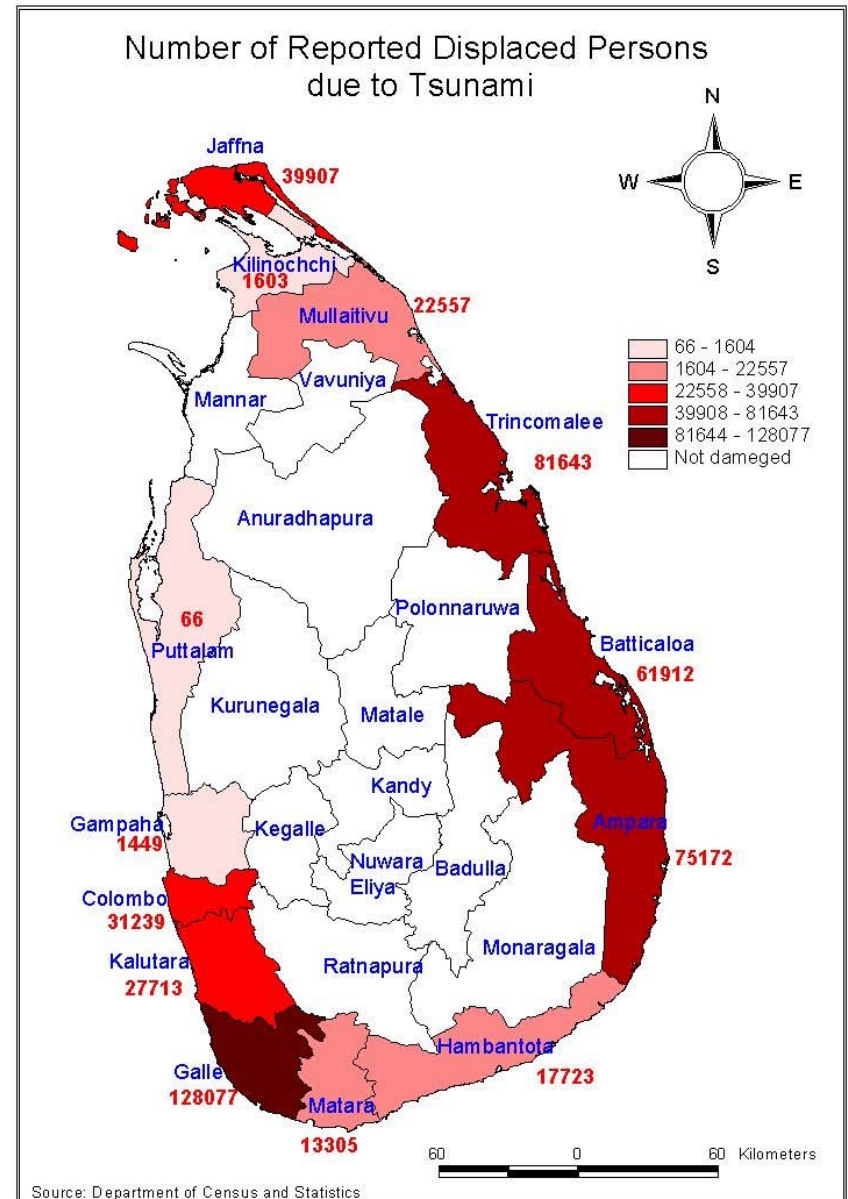 Number of Reported Displaced Persons
due to Tsunami
N
W
E
S
Jaffna
39907
Kilinochchi
1603
22557
Mullaitivu
66 - 1604
1604 - 22557
22558 - 39907
39908 - 81643
81644 - 128077
Not dameged
Vavuniya
Mannar
Trincomalee
81643
Anuradhapura
Polonnaruwa
66
Puttalam
Batticaloa
61912
Kurunegala
Matale
Kandy
Gampaha
1449
Kegalle
Ampara
75172
Nuwara
Eliya
Badulla
Colombo
31239
Monaragala
Kalutara
27713
Ratnapura
Hambantota
17723
Galle
128077
Matara
13305
60
0
60
Kilometers
Source: Department of Census and Statistics